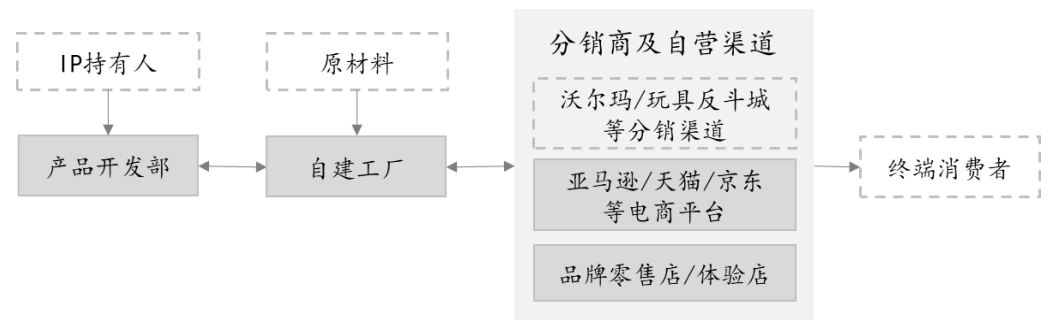 IP持有人
原材料
分销商及自营渠道
沃尔玛/玩具反斗城
等分销渠道
产品开发部
自建工厂
亚马逊/天猫/京东
等电商平台
终端消费者
品牌零售店/体验店